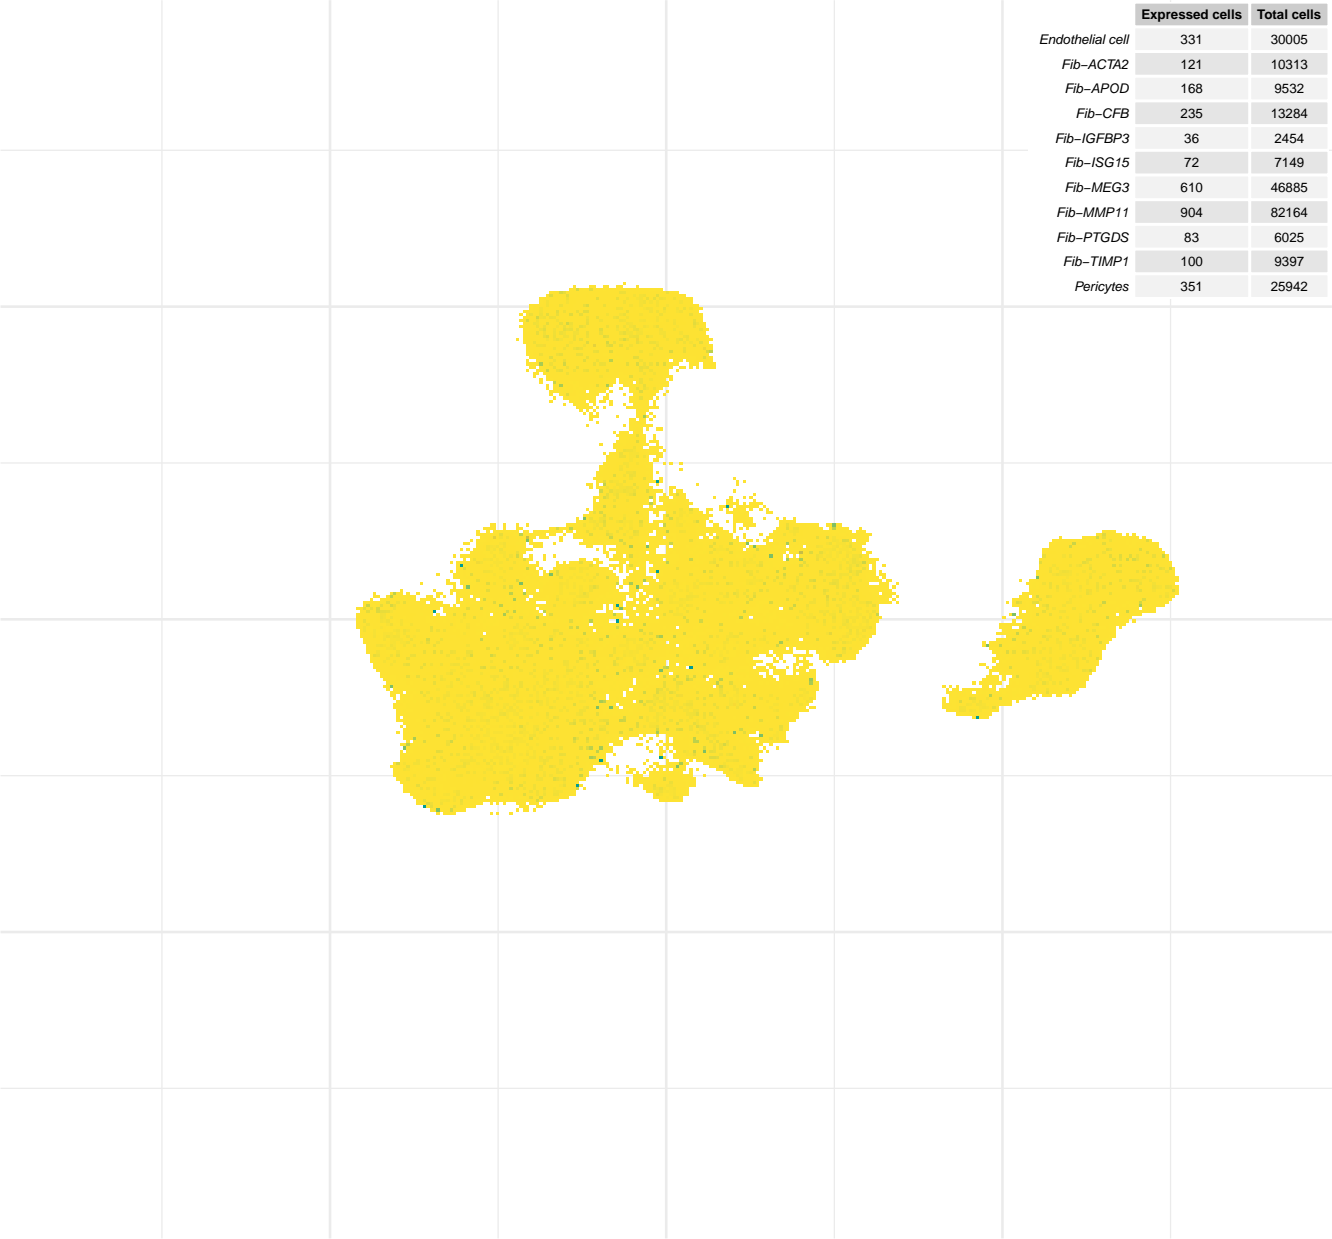 Expressed cells Total cells
Endothelial cell 331 30005
Fib−ACTA2 121 10313
Fib−APOD 168 9532
Fib−CFB 235 13284
Fib−IGFBP3 36 2454
Fib−ISG15 72 7149
Fib−MEG3 610 46885
Fib−MMP11 904 82164
Fib−PTGDS 83 6025
Fib−TIMP1 100 9397
Pericytes 351 25942